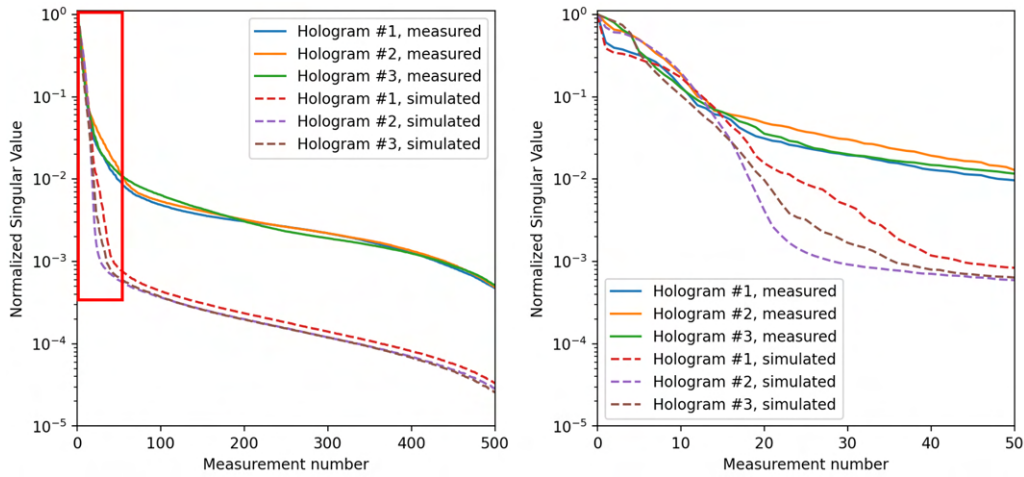 10⁰
10⁻¹
10⁻²
10⁻³
10⁻⁴
10⁻⁵
Normalized Singular Value
Hologram #1, measured
Hologram #2, measured
Hologram #3, measured
Hologram #1, simulated
Hologram #2, simulated
Hologram #3, simulated
0 100 200 300 400 500
Measurement number
10⁰
10⁻¹
10⁻²
10⁻³
10⁻⁴
10⁻⁵
Normalized Singular Value
Hologram #1, measured
Hologram #2, measured
Hologram #3, measured
Hologram #1, simulated
Hologram #2, simulated
Hologram #3, simulated
0 10 20 30 40 50
Measurement number